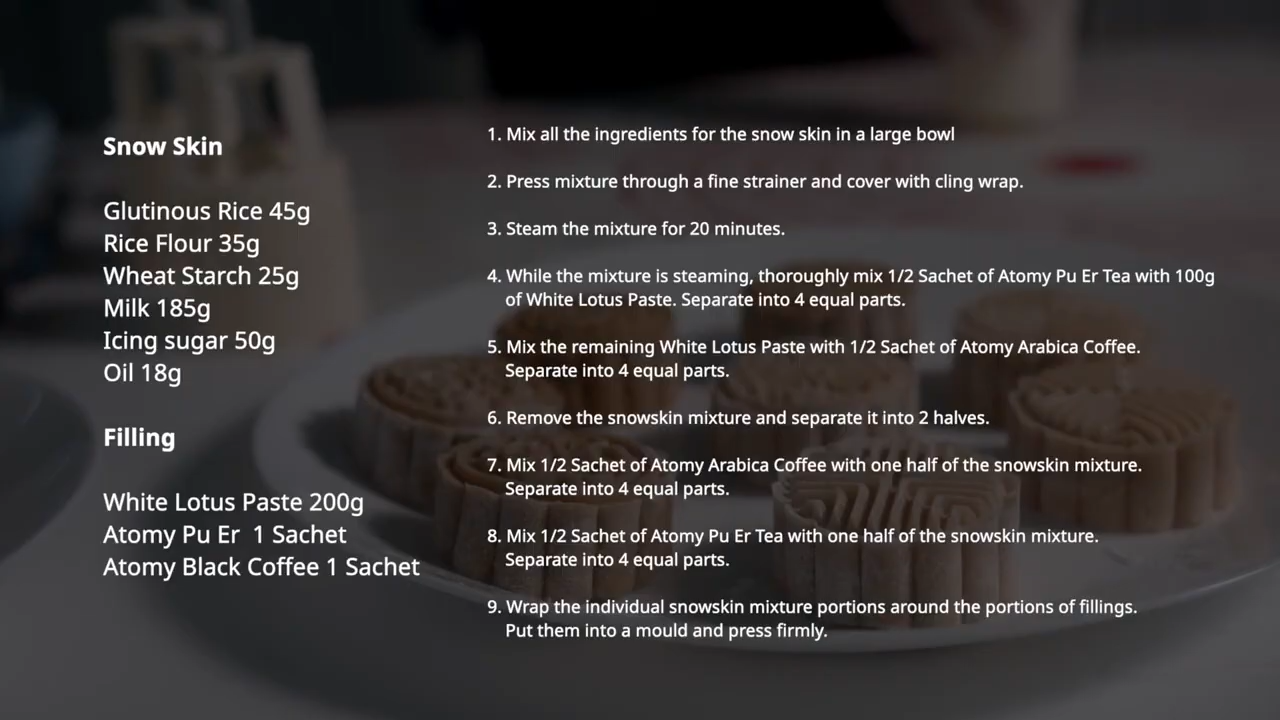 Snow Skin
Glutinous Rice 45g
Rice Flour 35g
Wheat Starch 25g
Milk 185g
Icing sugar 50g
Oil 18g
Filling
White Lotus Paste 200g
Atomy Pu Er  1 Sachet
Atomy Black Coffee 1 Sachet
1. Mix all the ingredients for the snow skin in a large bowl
2. Press mixture through a fine strainer and cover with cling wrap.
3. Steam the mixture for 20 minutes.
4. While the mixture is steaming, thoroughly mix 1/2 Sachet of Atomy Pu Er Tea with 100g
of White Lotus Paste. Separate into 4 equal parts.
5. Mix the remaining White Lotus Paste with 1/2 Sachet of Atomy Arabica Coffee.
Separate into 4 equal parts.
6. Remove the snowskin mixture and separate it into 2 halves.
7. Mix 1/2 Sachet of Atomy Arabica Coffee with one half of the snowskin mixture.
Separate into 4 equal parts.
8. Mix 1/2 Sachet of Atomy Pu Er Tea with one half of the snowskin mixture.
Separate into 4 equal parts.
9. Wrap the individual snowskin mixture portions around the portions of fillings.
Put them into a mould and press firmly.